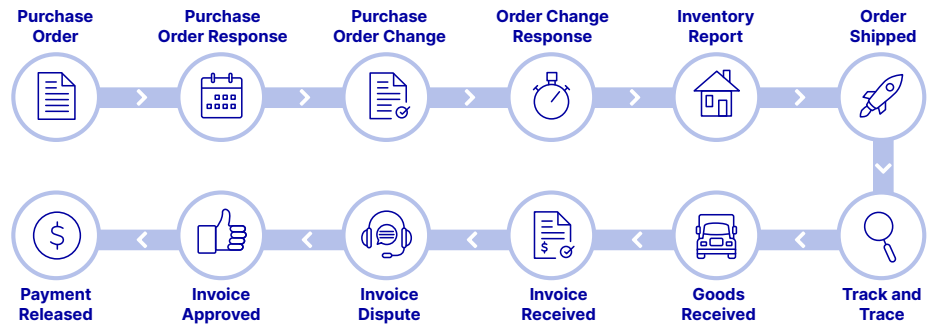 Purchase
Order
Purchase
Order Response
Purchase
Order Change
Order Change
Response
Inventory
Report
Order
Shipped
$
$
Payment
Released
Invoice
Approved
Invoice
Dispute
Invoice
Received
Goods
Received
Track and
Trace